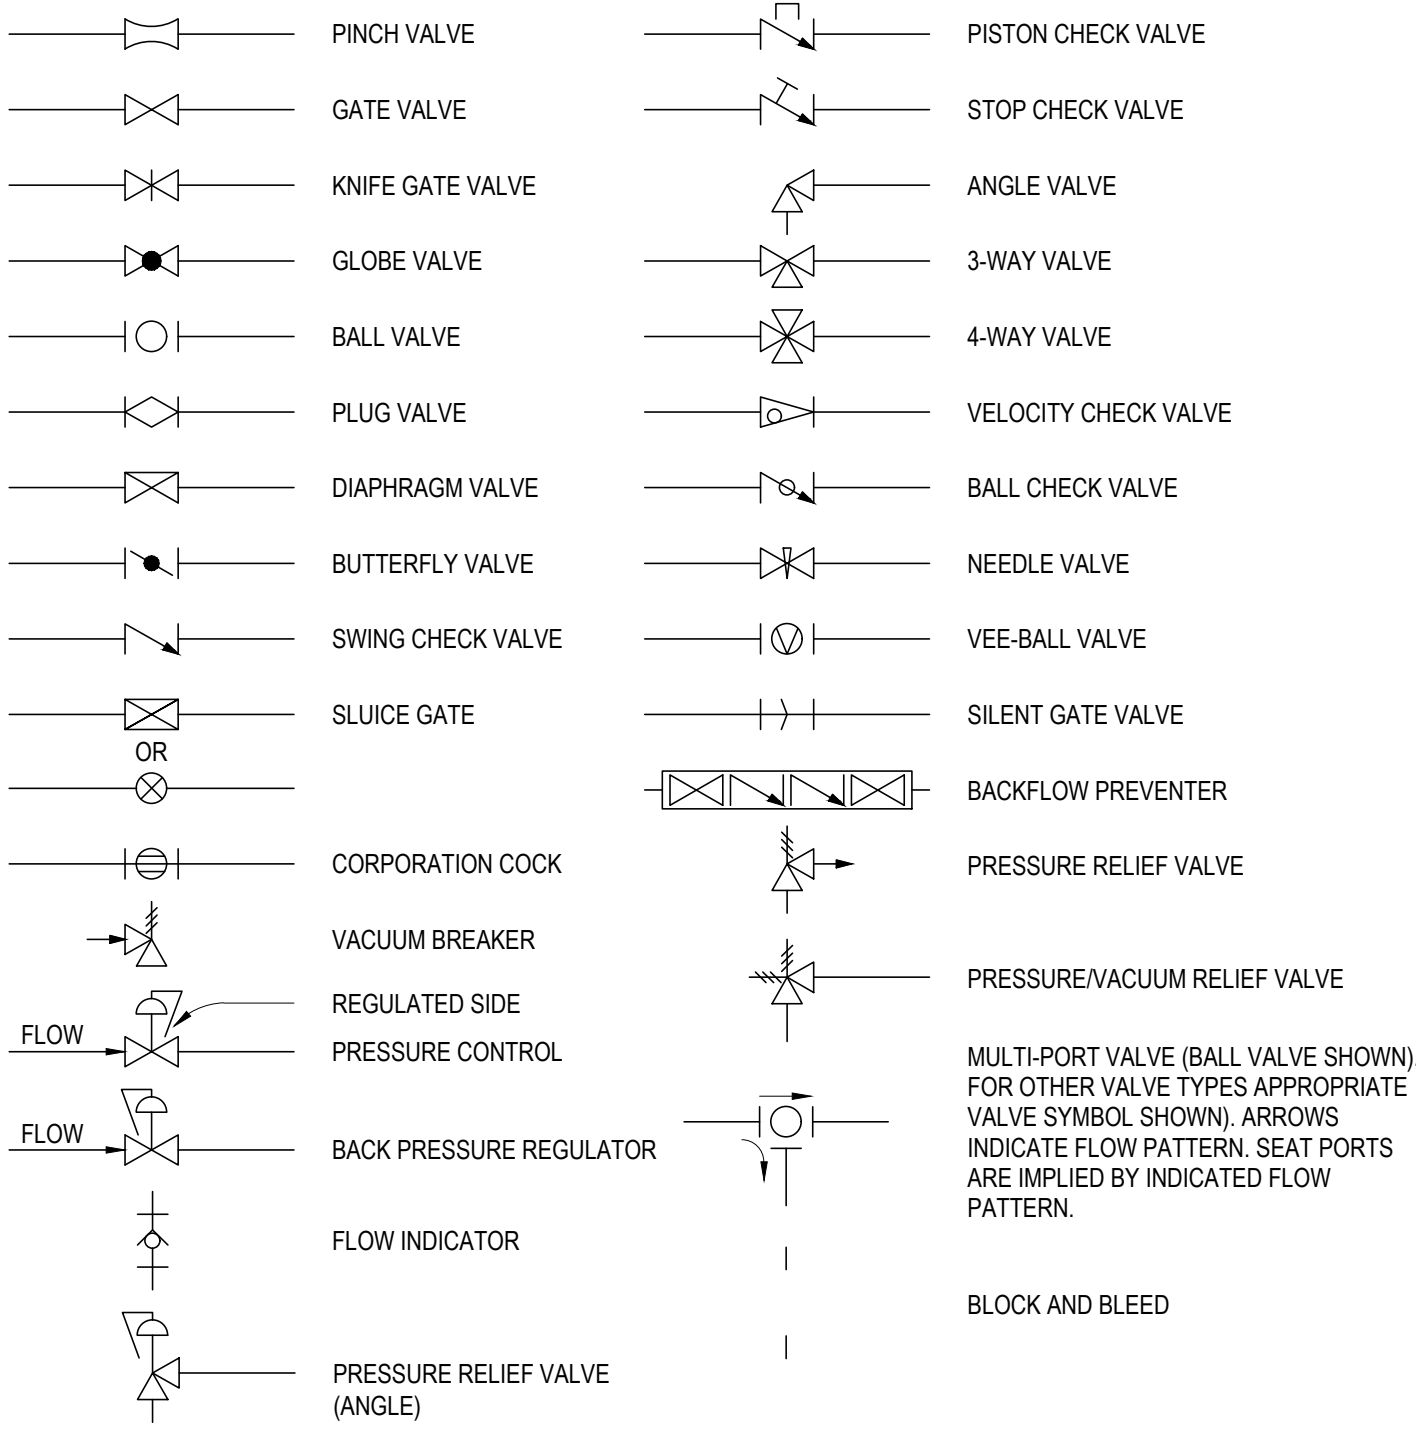 PINCH VALVE
GATE VALVE
KNIFE GATE VALVE
GLOBE VALVE
BALL VALVE
PLUG VALVE
DIAPHRAGM VALVE
BUTTERFLY VALVE
SWING CHECK VALVE
SLUICE GATE
OR
CORPORATION COCK
VACUUM BREAKER
REGULATED SIDE
FLOW
PRESSURE CONTROL
FLOW
BACK PRESSURE REGULATOR
FLOW INDICATOR
PRESSURE RELIEF VALVE
(ANGLE)
PISTON CHECK VALVE
STOP CHECK VALVE
ANGLE VALVE
3-WAY VALVE
4-WAY VALVE
VELOCITY CHECK VALVE
BALL CHECK VALVE
NEEDLE VALVE
VEE-BALL VALVE
SILENT GATE VALVE
BACKFLOW PREVENTER
PRESSURE RELIEF VALVE
PRESSURE/VACUUM RELIEF VALVE
MULTI-PORT VALVE (BALL VALVE SHOWN).
FOR OTHER VALVE TYPES APPROPRIATE
VALVE SYMBOL SHOWN). ARROWS
INDICATE FLOW PATTERN. SEAT PORTS
ARE IMPLIED BY INDICATED FLOW
PATTERN.
BLOCK AND BLEED